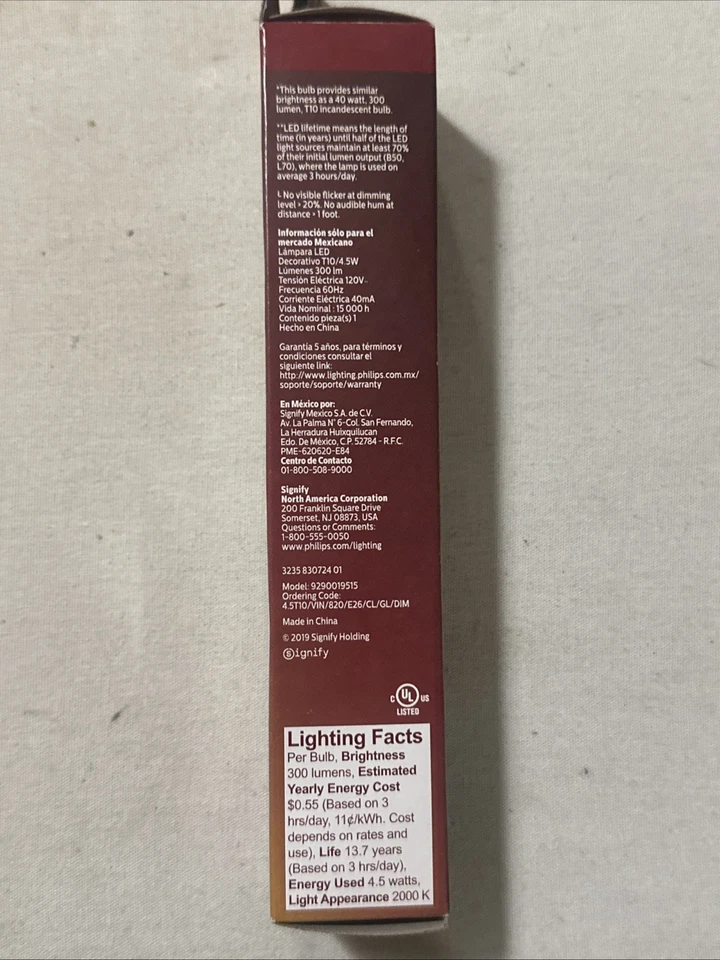 *This bulb provides similar
brightness as a 40 watt, 300
lumen, T10 incandescent bulb.
**LED lifetime means the length of
time (in years) until half of the LED
light sources maintain at least 70%
of their initial lumen output (B50,
L70), where the lamp is used on
average 3 hours/day.
└ No visible flicker at dimming
level > 20%. No audible hum at
distance > 1 foot.
Información sólo para el
mercado Mexicano
Lámpara LED
Decorativo T10/4.5W
Lúmenes 300 lm
Tensión Eléctrica 120V~
Frecuencia 60Hz
Corriente Eléctrica 40mA
Vida Nominal : 15 000 h
Contenido pieza(s) 1
Hecho en China
Garantía 5 años, para términos y
condiciones consultar el
siguiente link:
http://www.lighting.philips.com.mx/
soporte/soporte/warranty
En México por:
Signify Mexico S.A. de C.V.
Av. La Palma N° 6-Col. San Fernando,
La Herradura Huixquilucan
Edo. De México, C.P. 52784 - R.F.C.
PME-620620-E84
Centro de Contacto
01-800-508-9000
Signify
North America Corporation
200 Franklin Square Drive
Somerset, NJ 08873, USA
Questions or Comments:
1-800-555-0050
www.philips.com/lighting
3235 830724 01
Model: 9290019515
Ordering Code:
4.5T10/VIN/820/E26/CL/GL/DIM
Made in China
© 2019 Signify Holding
Ⓢignify
C UL US
LISTED
Lighting Facts
Per Bulb, Brightness
300 lumens, Estimated
Yearly Energy Cost
$0.55 (Based on 3
hrs/day, 11¢/kWh. Cost
depends on rates and
use), Life 13.7 years
(Based on 3 hrs/day),
Energy Used 4.5 watts,
Light Appearance 2000 K